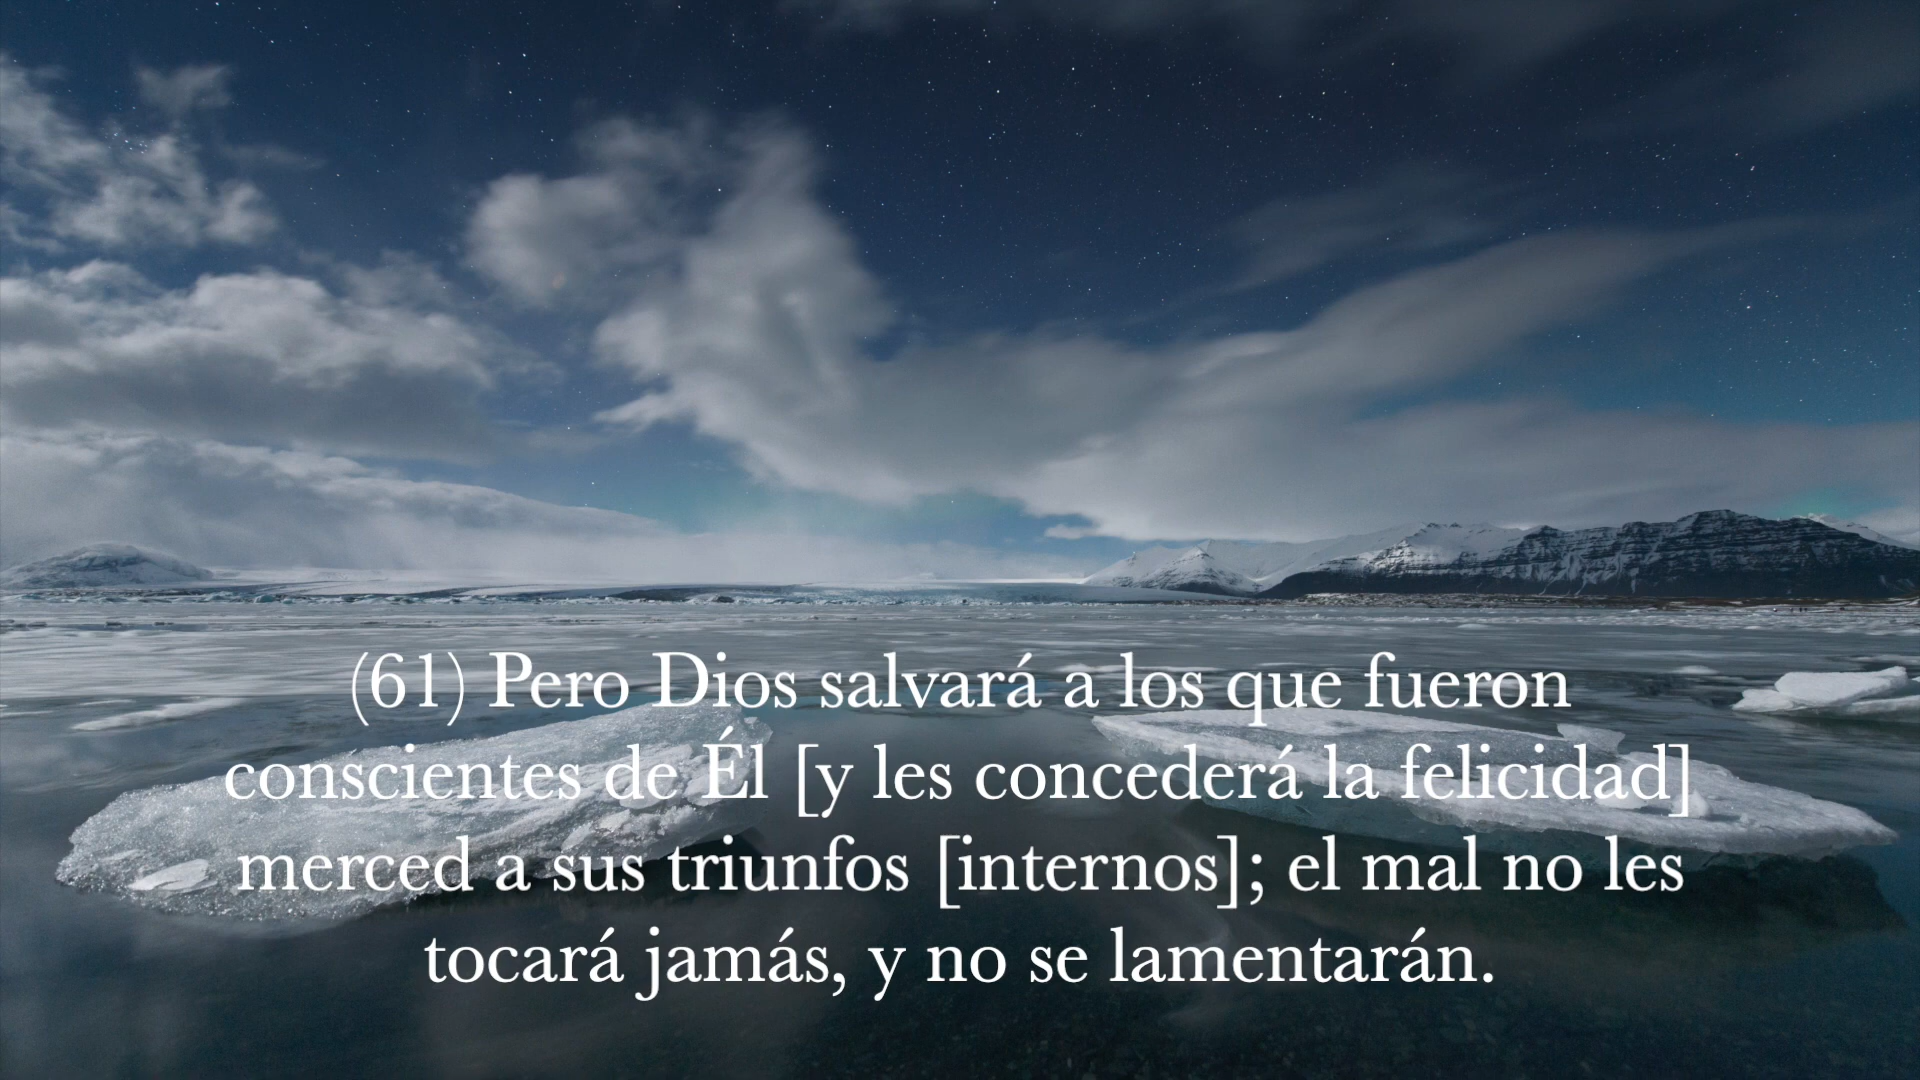 (61) Pero Dios salvará a los que fueron
conscientes de Él [y les concederá la felicidad]
merced a sus triunfos [internos]; el mal no les
tocará jamás, y no se lamentarán.